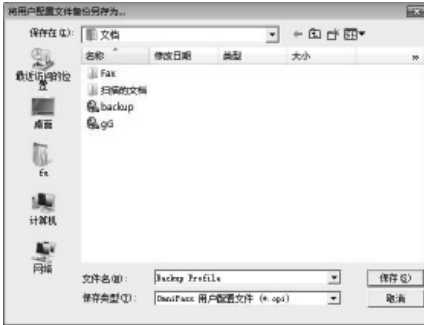 将用户配置文件备份另存为...
保存在(I):
文档
名称
修改日期
类型
大小
»
Fax
扫描的文档
backup
gG
最近访问的位置
桌面
fa
计算机
网络
文件名(N):
Backup Profile
保存(S)
保存类型(T):
OmniPass 用户配置文件 (*.opi)
取消